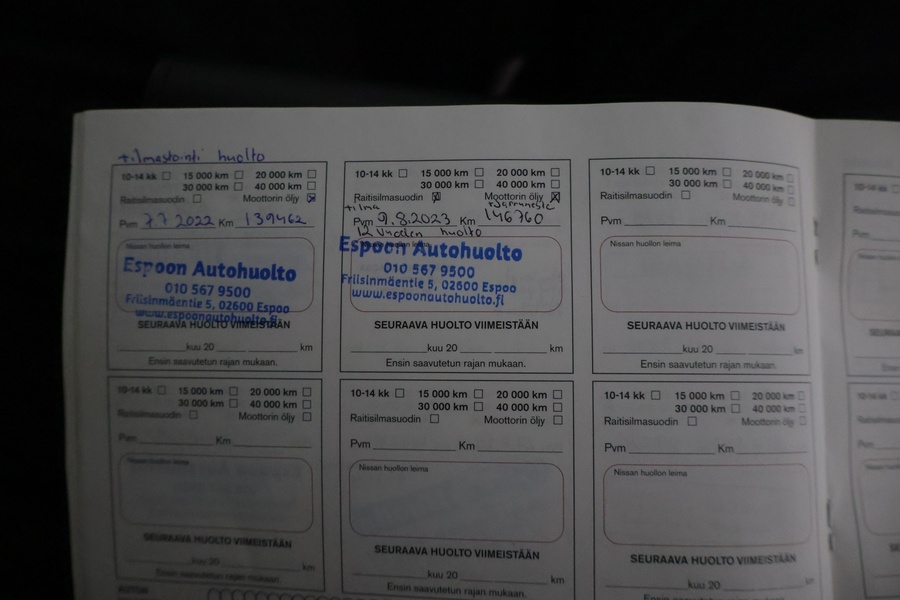 + ilmastointi huolto
10-14 kk 15 000 km 20 000 km
30 000 km 40 000 km
Raitisilmasuodin Moottorin öljy
Pvm 7.7.2022 Km 139462
Nissan huollon leima
Espoon Autohuolto
010 567 9500
Friisinmäentie 5, 02600 Espoo
www.espoonautohuolto.fi
SEURAAVA HUOLTO VIIMEISTÄÄN
kuu 20 km
Ensin saavutetun rajan mukaan.
10-14 kk 15 000 km 20 000 km
30 000 km 40 000 km
Raitisilmasuodin Moottorin öljy
+ ilma
Pvm 9.8.2023 Km 146760
12 vuoden huolto
Nissan huollon leima
Espoon Autohuolto
010 567 9500
Friisinmäentie 5, 02600 Espoo
www.espoonautohuolto.fi
SEURAAVA HUOLTO VIIMEISTÄÄN
kuu 20 km
Ensin saavutetun rajan mukaan.
10-14 kk 15 000 km 20 000 km
30 000 km 40 000 km
Raitisilmasuodin Moottorin öljy
Pvm Km
Nissan huollon leima
SEURAAVA HUOLTO VIIMEISTÄÄN
kuu 20 km
Ensin saavutetun rajan mukaan.
10-14 kk 15 000 km 20 000 km
30 000 km 40 000 km
Raitisilmasuodin Moottorin öljy
Pvm Km
Nissan huollon leima
SEURAAVA HUOLTO VIIMEISTÄÄN
kuu 20 km
Ensin saavutetun rajan mukaan.
10-14 kk 15 000 km 20 000 km
30 000 km 40 000 km
Raitisilmasuodin Moottorin öljy
Pvm Km
Nissan huollon leima
SEURAAVA HUOLTO VIIMEISTÄÄN
kuu 20 km
Ensin saavutetun rajan mukaan.
10-14 kk 15 000 km 20 000 km
30 000 km 40 000 km
Raitisilmasuodin Moottorin öljy
Pvm Km
Nissan huollon leima
SEURAAVA HUOLTO VIIMEISTÄÄN
kuu 20 km
Ensin saavutetun rajan mukaan.